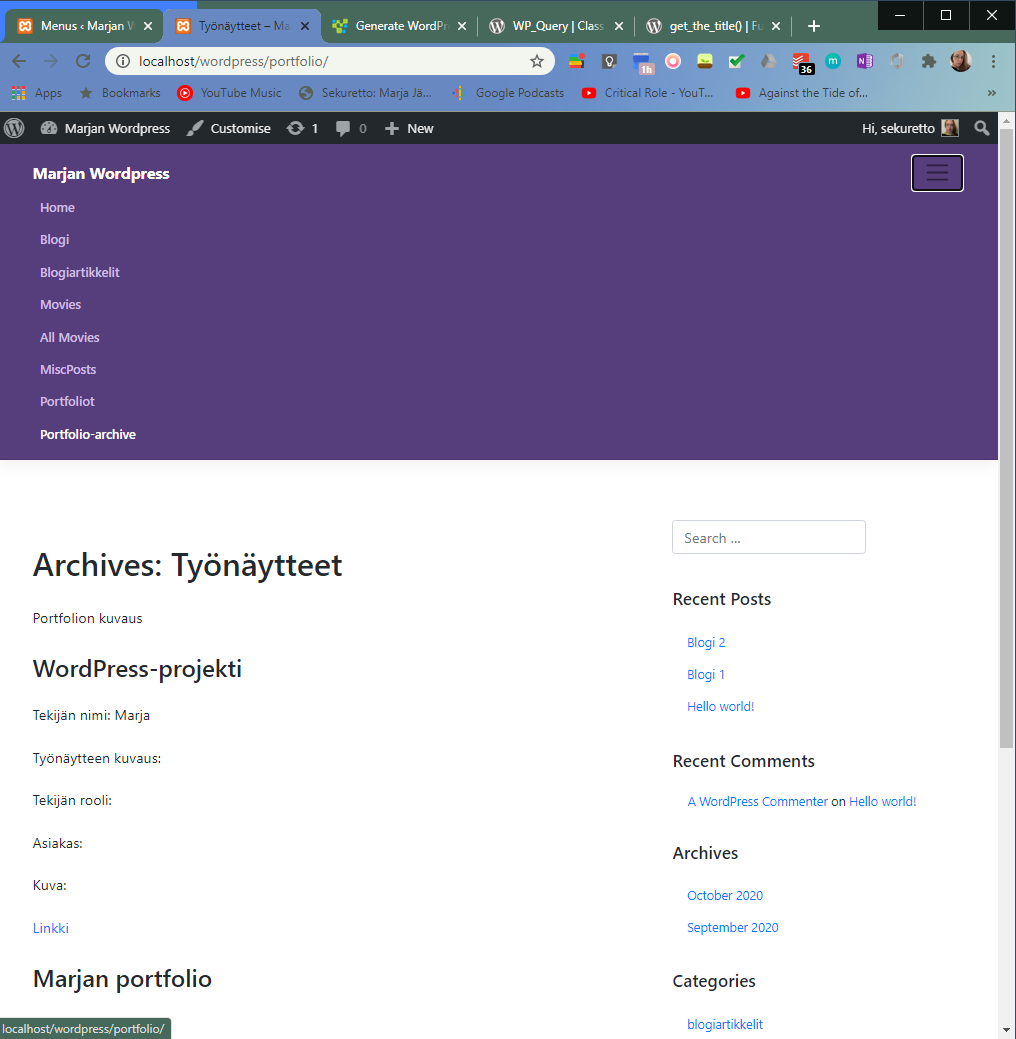 Menus ‹ Marjan W
Työnäytteet – Ma
Generate WordPr
WP_Query | Class
get_the_title() | Fu
localhost/wordpress/portfolio/
1h
36
m
N
Apps
Bookmarks
YouTube Music
Sekuretto: Marja Jä...
Google Podcasts
Critical Role - YouT...
Against the Tide of...
»
Marjan Wordpress
Customise
1
0
New
Hi, sekuretto
Marjan Wordpress
Home
Blogi
Blogiartikkelit
Movies
All Movies
MiscPosts
Portfoliot
Portfolio-archive
Archives: Työnäytteet
Portfolion kuvaus
WordPress-projekti
Tekijän nimi: Marja
Työnäytteen kuvaus:
Tekijän rooli:
Asiakas:
Kuva:
Linkki
Marjan portfolio
Search ...
Recent Posts
Blogi 2
Blogi 1
Hello world!
Recent Comments
A WordPress Commenter on Hello world!
Archives
October 2020
September 2020
Categories
blogiartikkelit
localhost/wordpress/portfolio/